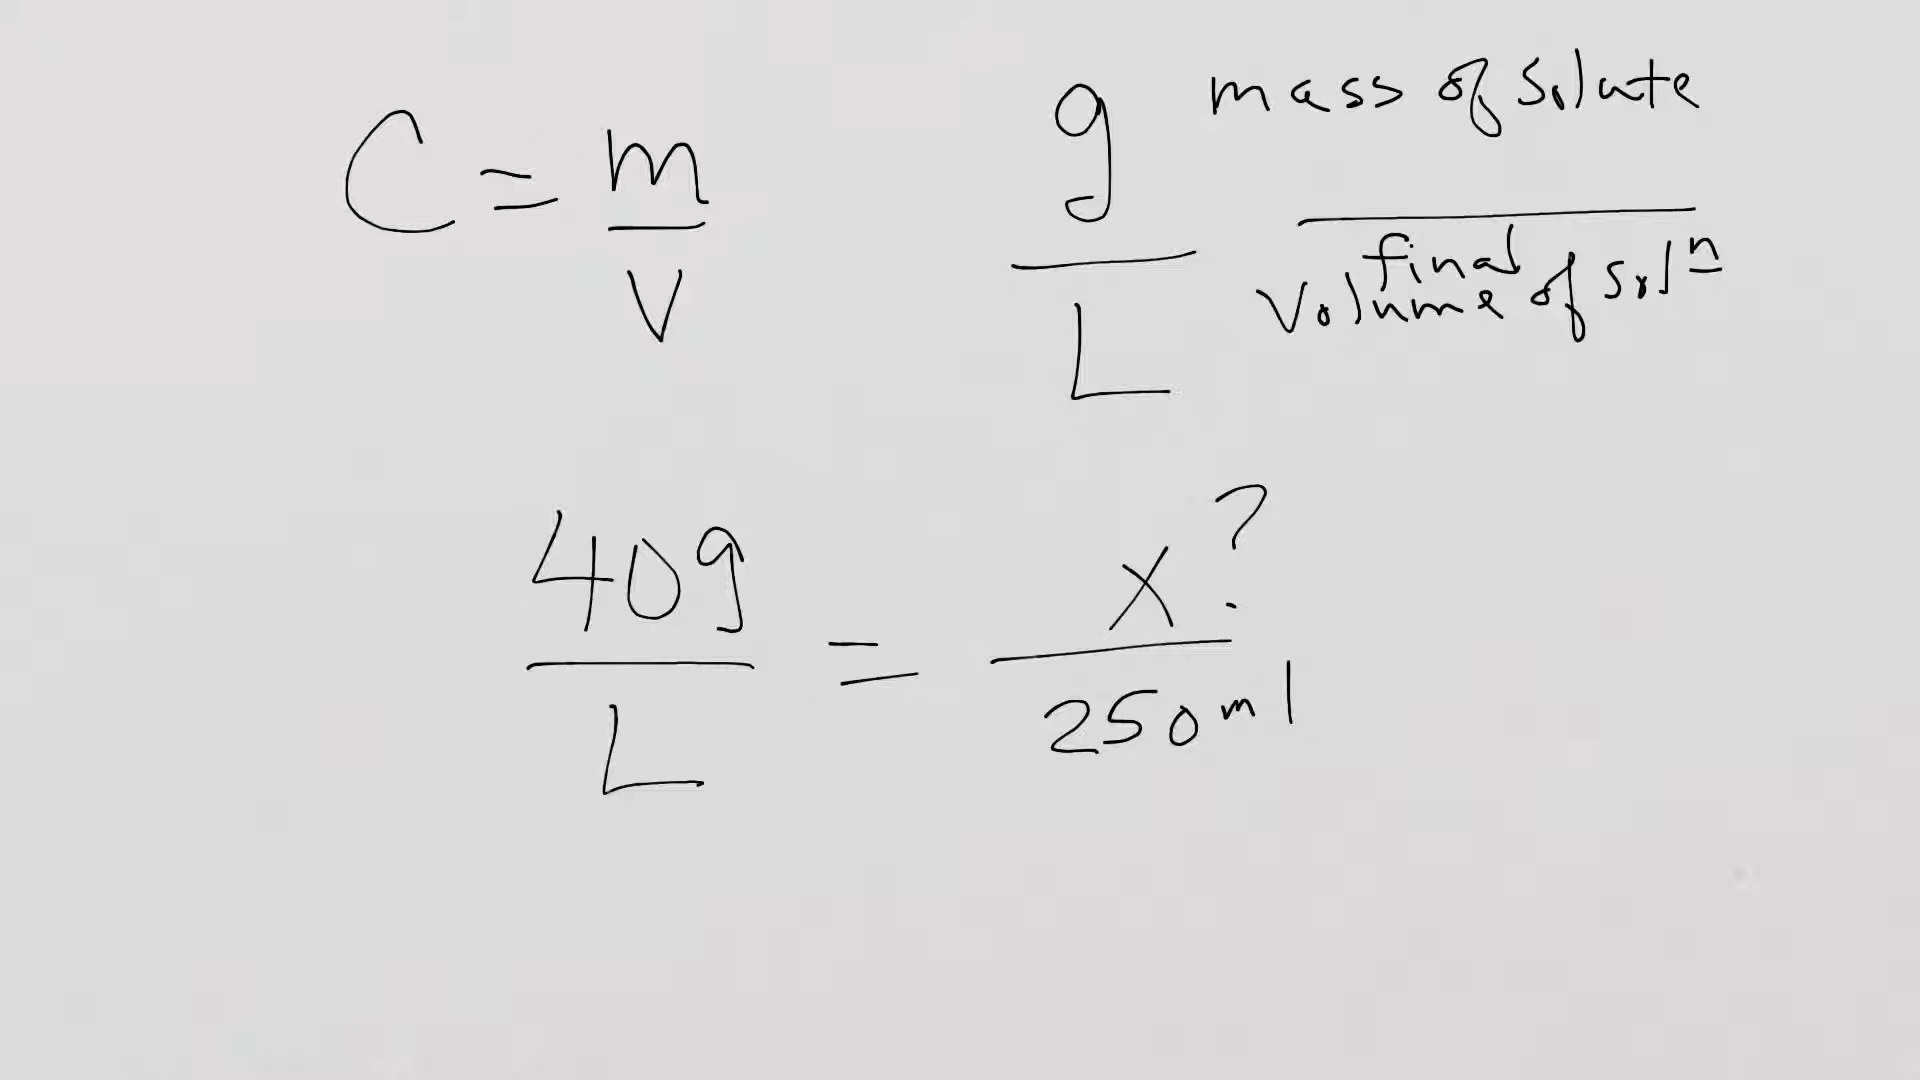 C = m / V
g / L
mass of solute
final
volume of solⁿ
40g / L = x? / 250ml